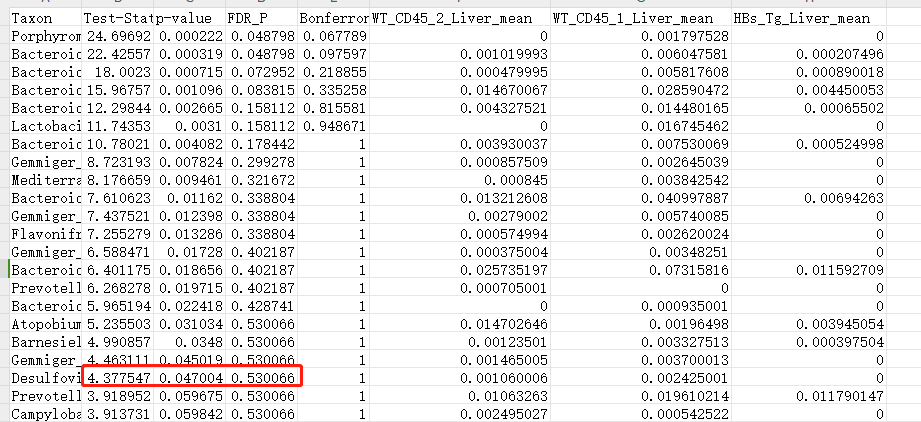 Taxon Test-Stat p-value FDR_P Bonferror WT_CD45_2_Liver_mean WT_CD45_1_Liver_mean HBs_Tg_Liver_mean
Porphyrom 24.69692 0.000222 0.048798 0.067789 0 0.001797528 0
Bacteroid 22.42557 0.000319 0.048798 0.097597 0.001019993 0.006047581 0.000207496
Bacteroid 18.0023 0.000715 0.072952 0.218855 0.000479995 0.005817608 0.000890018
Bacteroid 15.96757 0.001096 0.083815 0.335258 0.014670067 0.028590472 0.004450053
Bacteroid 12.29844 0.002665 0.158112 0.815581 0.004327521 0.014480165 0.00065502
Lactobaci 11.74353 0.0031 0.158112 0.948671 0 0.016745462 0
Bacteroid 10.78021 0.004082 0.178442 1 0.003930037 0.007530069 0.000524998
Gemmiger_ 8.723193 0.007824 0.299278 1 0.000857509 0.002645039 0
Mediterra 8.176659 0.009461 0.321672 1 0.000845 0.003842542 0
Bacteroid 7.610623 0.01162 0.338804 1 0.013212608 0.040997887 0.00694263
Gemmiger_ 7.437521 0.012398 0.338804 1 0.00279002 0.005740085 0
Flavonifr 7.255279 0.013286 0.338804 1 0.000574994 0.002620024 0
Gemmiger_ 6.588471 0.01728 0.402187 1 0.000375004 0.00348251 0
Bacteroid 6.401175 0.018656 0.402187 1 0.025735197 0.07315816 0.011592709
Prevotell 6.268278 0.019715 0.402187 1 0.000705001 0 0
Bacteroid 5.965194 0.022418 0.428741 1 0 0.000935001 0
Atopobium 5.235503 0.031034 0.530066 1 0.014702646 0.00196498 0.003945054
Barnesiel 4.990857 0.0348 0.530066 1 0.00123501 0.003327513 0.000397504
Gemmiger_ 4.463111 0.045019 0.530066 1 0.001465005 0.003700013 0
Desulfovi 4.377547 0.047004 0.530066 1 0.001060006 0.002425001 0
Prevotell 3.918952 0.059675 0.530066 1 0.01063263 0.019610214 0.011790147
Campyloba 3.913731 0.059842 0.530066 1 0.002495027 0.000542522 0